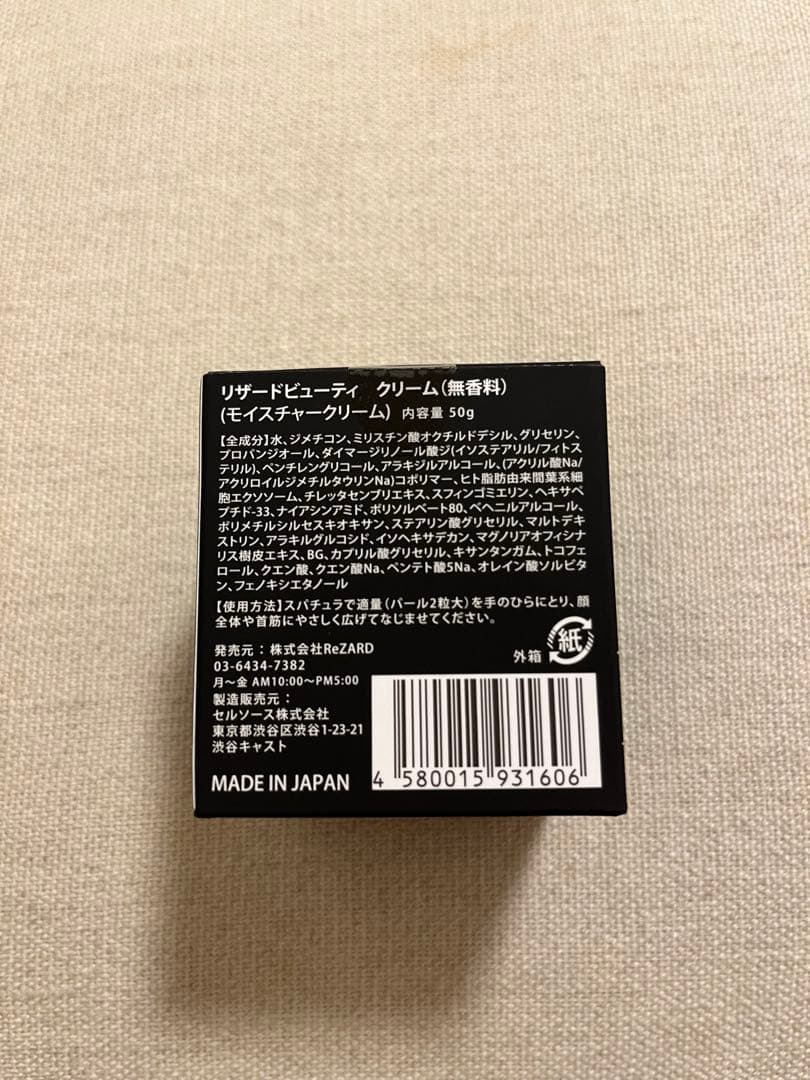 リザードビューティ　クリーム（無香料）
(モイスチャークリーム) 内容量 50g
【全成分】水、ジメチコン、ミリスチン酸オクチルドデシル、グリセリン、
プロパンジオール、ダイマージリノール酸ジ(イソステアリル/フィトス
テリル)、ペンチレングリコール、アラキジルアルコール、(アクリル酸Na/
アクリロイルジメチルタウリンNa)コポリマー、ヒト脂肪由来間葉系細
胞エクソソーム、チレッタセンブリエキス、スフィンゴミエリン、ヘキサペ
プチド-33、ナイアシンアミド、ポリソルベート80、ベヘニルアルコール、
ポリメチルシルセスキオキサン、ステアリン酸グリセリル、マルトデキ
ストリン、アラキルグルコシド、イソヘキサデカン、マグノリアオフィシナ
リス樹皮エキス、BG、カプリル酸グリセリル、キサンタンガム、トコフェ
ロール、クエン酸、クエン酸Na、ペンテト酸5Na、オレイン酸ソルビタ
ン、フェノキシエタノール
【使用方法】スパチュラで適量（パール2粒大）を手のひらにとり、顔
全体や首筋にやさしく広げてなじませてください。
発売元：株式会社ReZARD
03-6434-7382
月～金 AM10:00～PM5:00
製造販売元：
セルソース株式会社
東京都渋谷区渋谷1-23-21
渋谷キャスト
MADE IN JAPAN
外箱 紙
4 580015 931606